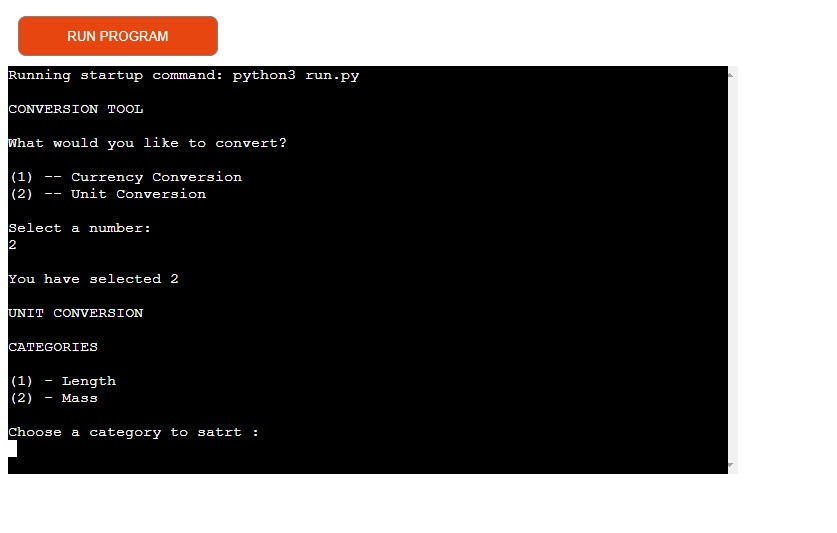 RUN PROGRAM
Running startup command: python3 run.py
CONVERSION TOOL
What would you like to convert?
(1) -- Currency Conversion
(2) -- Unit Conversion
Select a number:
2
You have selected 2
UNIT CONVERSION
CATEGORIES
(1) - Length
(2) - Mass
Choose a category to satrt :